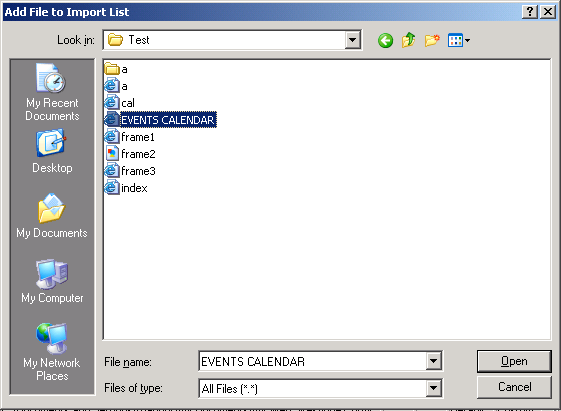 Add File to Import List
Look in: Test
a
a
cal
EVENTS CALENDAR
frame1
frame2
frame3
index
My Recent
Documents
Desktop
My Documents
My Computer
My Network
Places
File name: EVENTS CALENDAR Open
Files of type: All Files (*.*) Cancel